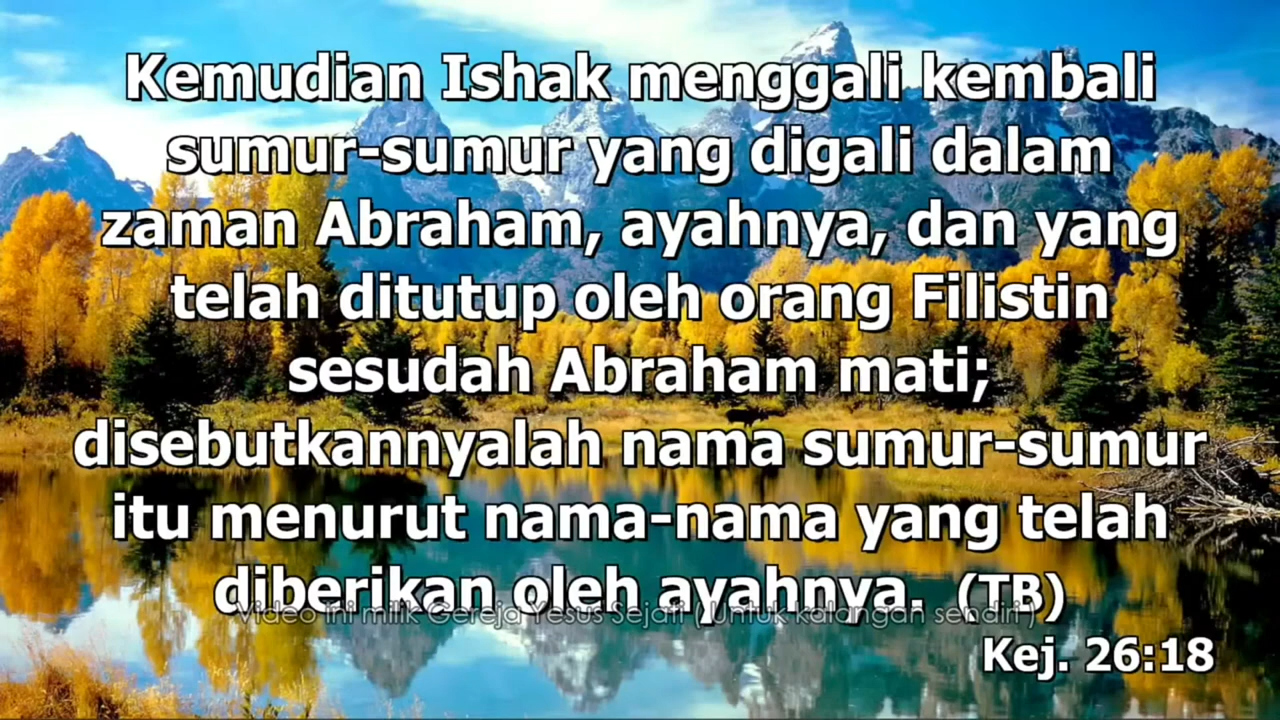 Kemudian Ishak menggali kembali
sumur-sumur yang digali dalam
zaman Abraham, ayahnya, dan yang
telah ditutup oleh orang Filistin
sesudah Abraham mati;
disebutkannyalah nama sumur-sumur
itu menurut nama-nama yang telah
diberikan oleh ayahnya. (TB)
Video ini milik Gereja Yesus Sejati ( Untuk kalangan sendiri )
Kej. 26:18